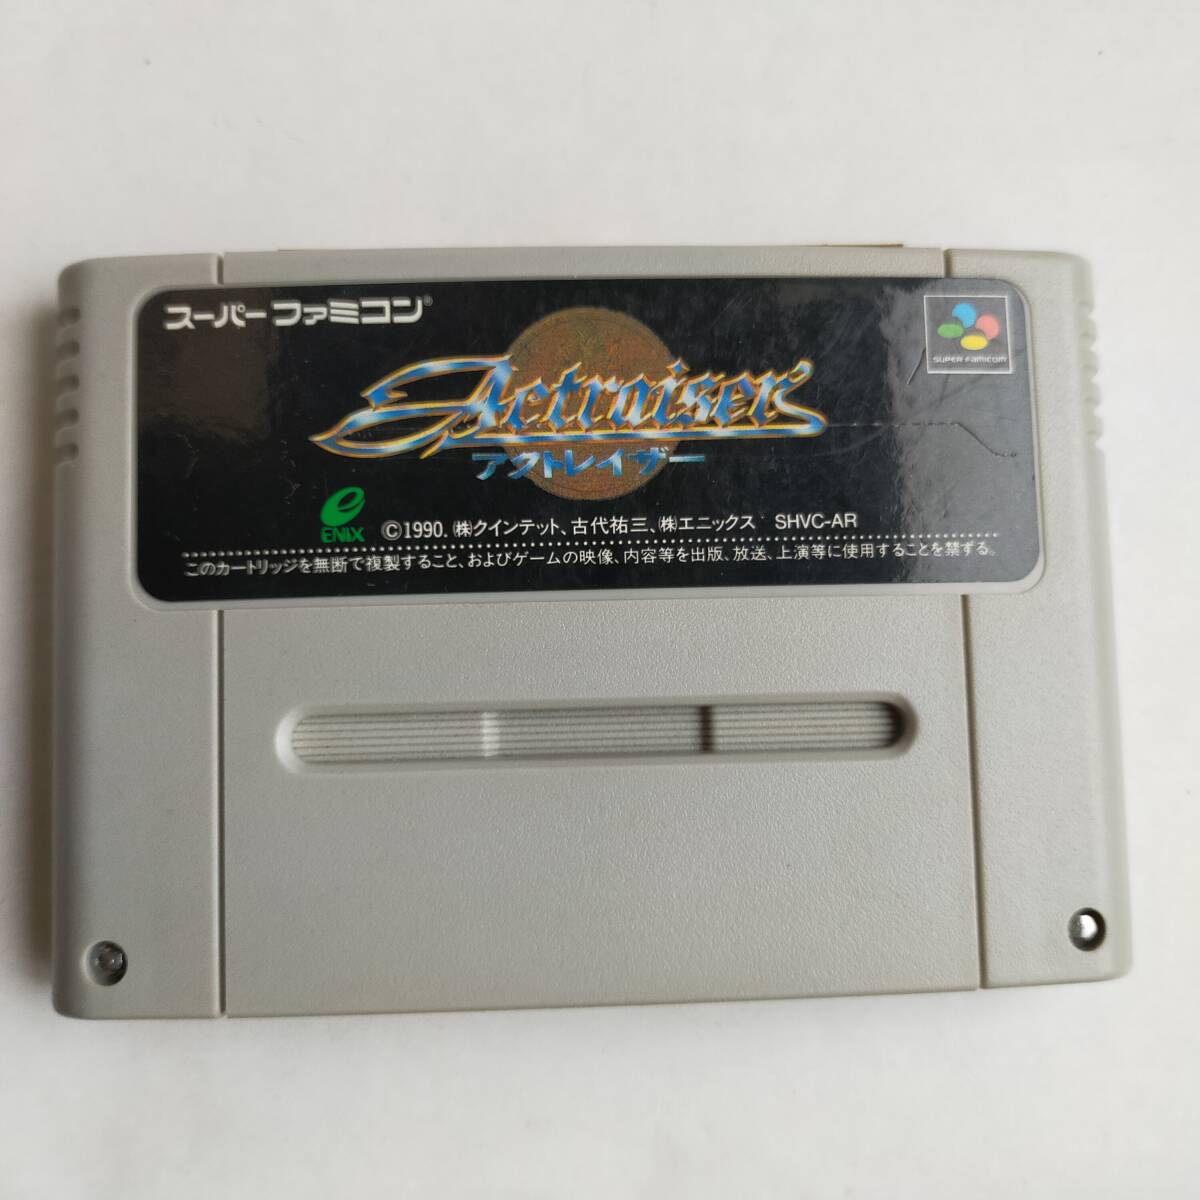 スーパーファミコン®
SUPER FAMICOM
Actraiser
アクトレイザー
ENIX
©1990. ㈱クインテット、古代祐三、㈱エニックス SHVC-AR
このカートリッジを無断で複製すること、およびゲームの映像、内容等を出版、放送、上演等に使用することを禁ずる。